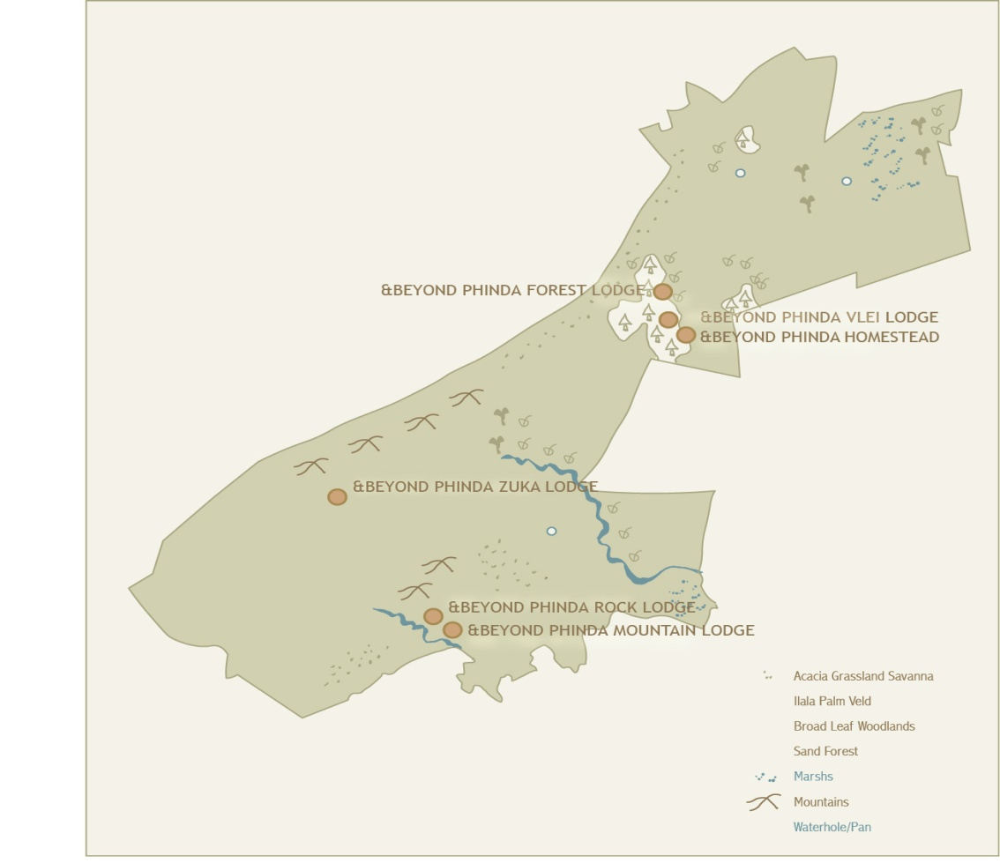 &BEYOND PHINDA FOREST LODGE
&BEYOND PHINDA VLEI LODGE
&BEYOND PHINDA HOMESTEAD
&BEYOND PHINDA ZUKA LODGE
&BEYOND PHINDA ROCK LODGE
&BEYOND PHINDA MOUNTAIN LODGE
Acacia Grassland Savanna
Ilala Palm Veld
Broad Leaf Woodlands
Sand Forest
Marshs
Mountains
Waterhole/Pan